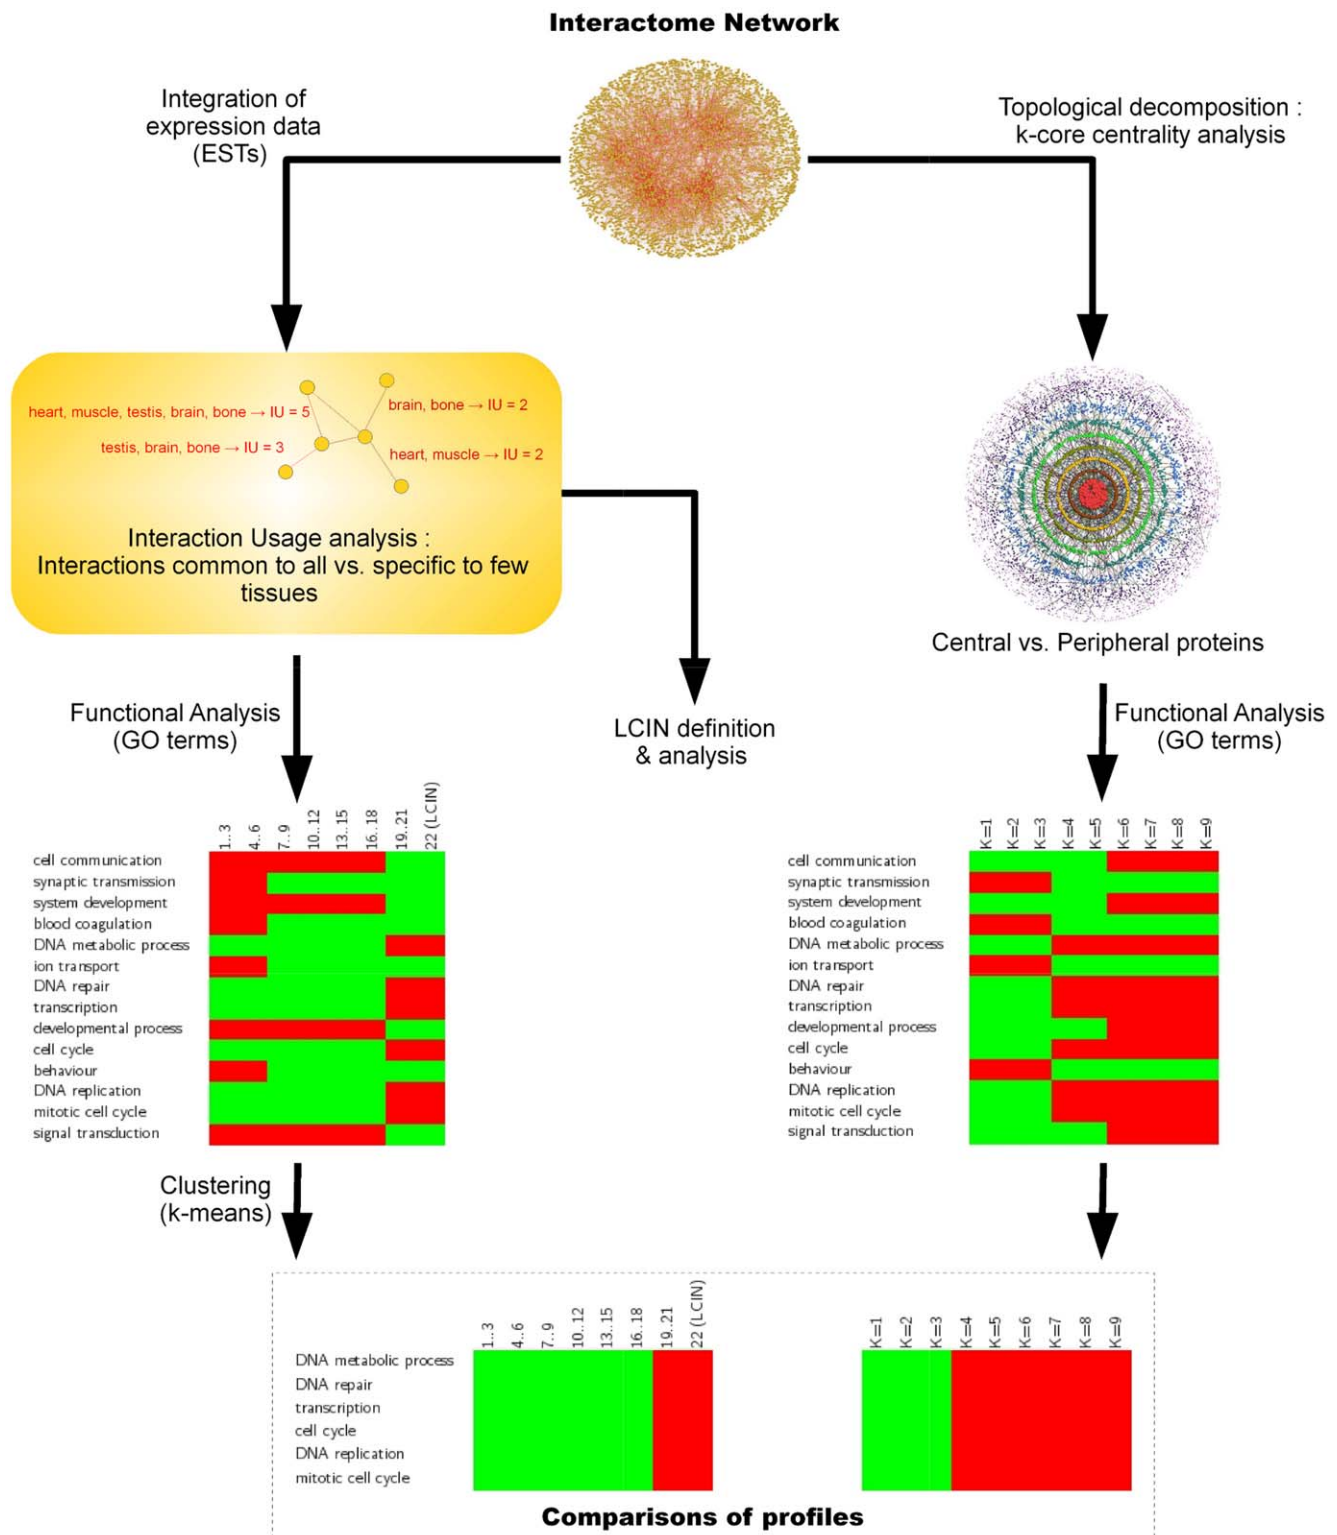 Interactome Network
Integration of
expression data
(ESTs)
Topological decomposition :
k-core centrality analysis
heart, muscle, testis, brain, bone → IU = 5
brain, bone → IU = 2
testis, brain, bone → IU = 3
heart, muscle → IU = 2
Interaction Usage analysis :
Interactions common to all vs. specific to few
tissues
Central vs. Peripheral proteins
Functional Analysis
(GO terms)
LCIN definition
& analysis
Functional Analysis
(GO terms)
1..3
4..6
7..9
10..12
13..15
16..18
19..21
22 (LCIN)
cell communication
synaptic transmission
system development
blood coagulation
DNA metabolic process
ion transport
DNA repair
transcription
developmental process
cell cycle
behaviour
DNA replication
mitotic cell cycle
signal transduction
K=1
K=2
K=3
K=4
K=5
K=6
K=7
K=8
K=9
cell communication
synaptic transmission
system development
blood coagulation
DNA metabolic process
ion transport
DNA repair
transcription
developmental process
cell cycle
behaviour
DNA replication
mitotic cell cycle
signal transduction
Clustering
(k-means)
1..3
4..6
7..9
10..12
13..15
16..18
19..21
22 (LCIN)
K=1
K=2
K=3
K=4
K=5
K=6
K=7
K=8
K=9
DNA metabolic process
DNA repair
transcription
cell cycle
DNA replication
mitotic cell cycle
Comparisons of profiles